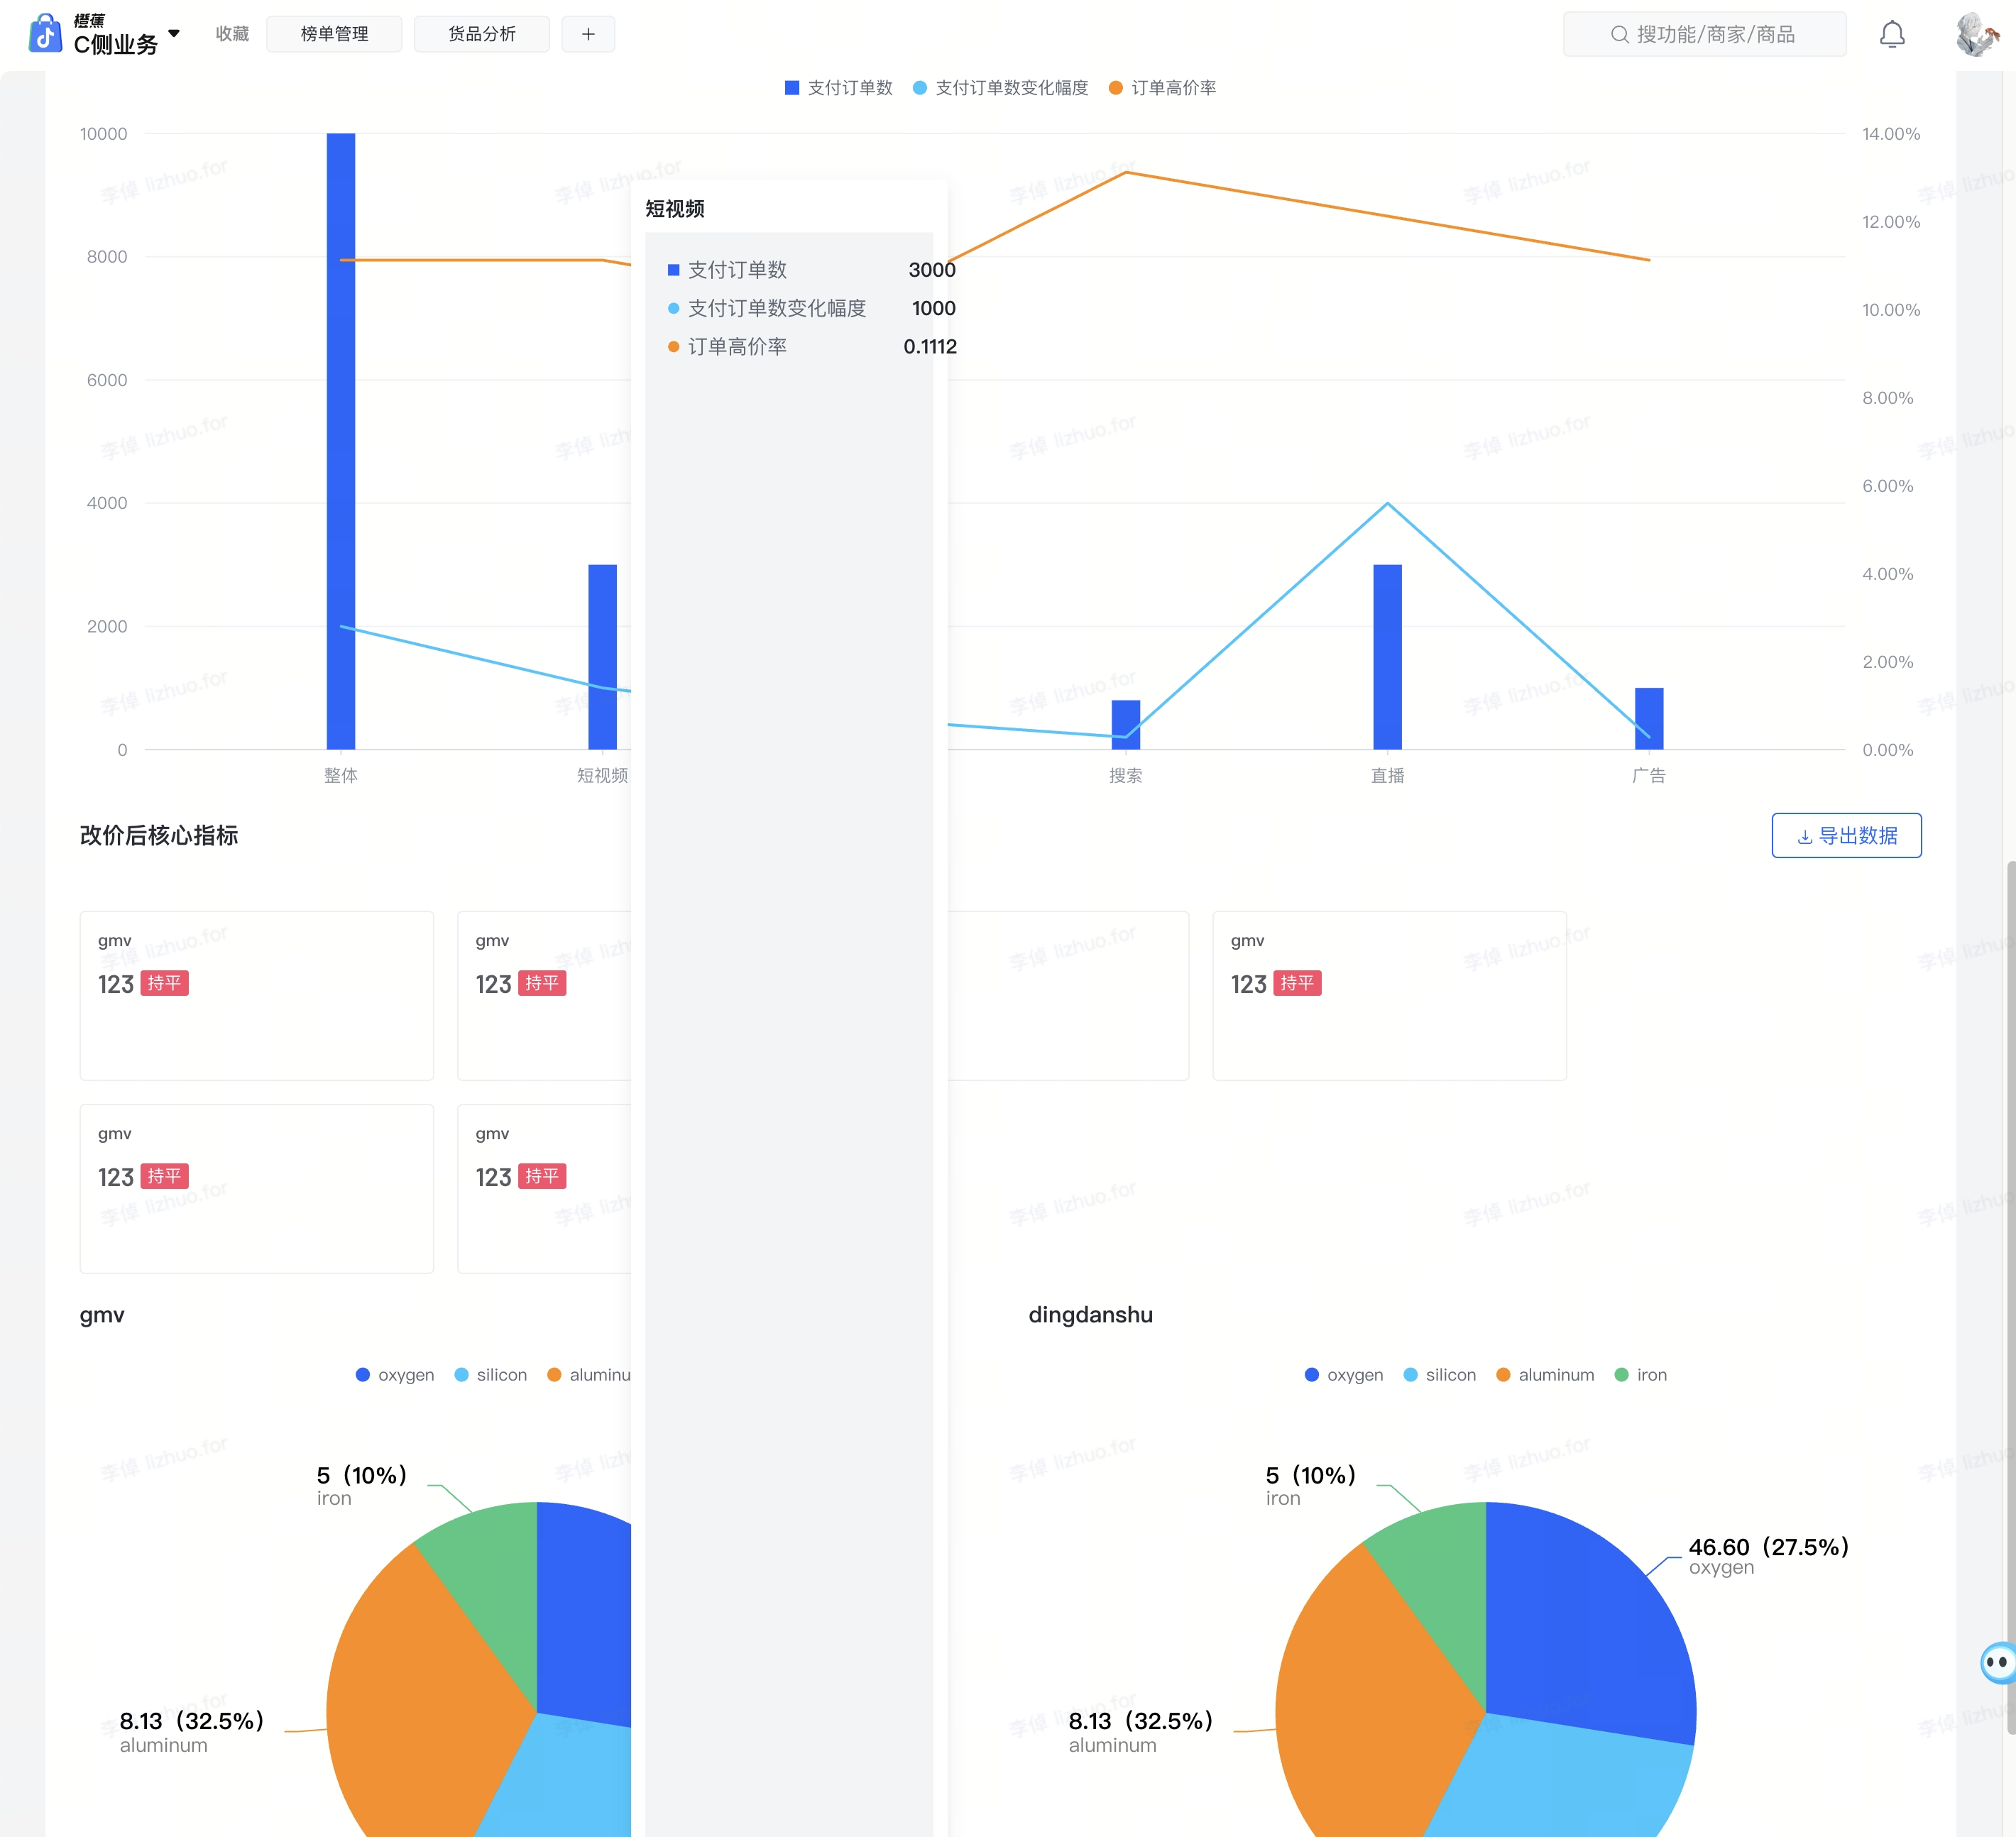 橙蕉
C侧业务
收藏
榜单管理
货品分析
+
搜功能/商家/商品
支付订单数
支付订单数变化幅度
订单高价率
10000
8000
6000
4000
2000
0
14.00%
12.00%
10.00%
8.00%
6.00%
4.00%
2.00%
0.00%
短视频
支付订单数 3000
支付订单数变化幅度 1000
订单高价率 0.1112
整体
短视频
搜索
直播
广告
改价后核心指标
导出数据
gmv
123 持平
gmv
123 持平
gmv
123 持平
gmv
123 持平
gmv
123 持平
gmv
oxygen
silicon
aluminu
5（10%）
iron
8.13（32.5%）
aluminum
dingdanshu
oxygen
silicon
aluminum
iron
5（10%）
iron
46.60（27.5%）
oxygen
8.13（32.5%）
aluminum
李倬 lizhuo.for